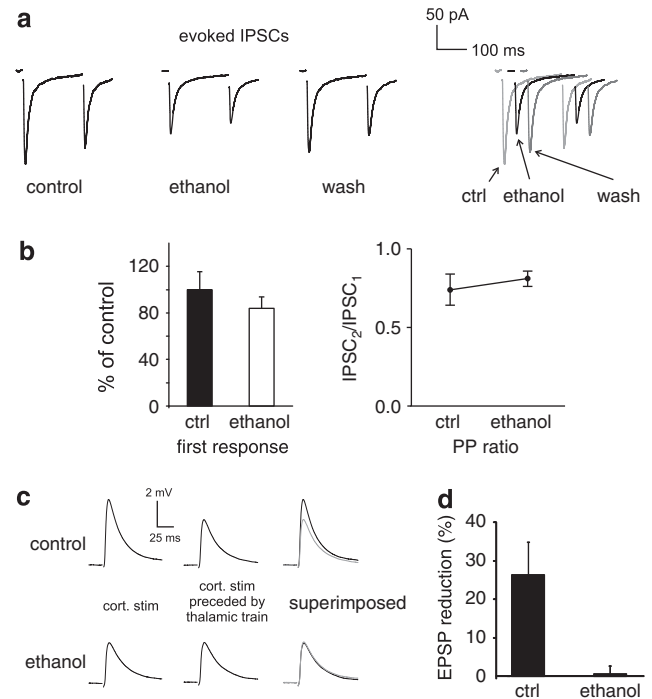 a
evoked IPSCs
50 pA
100 ms
control
ethanol
wash
ctrl
ethanol
wash
b
% of control
120
80
40
0
ctrl
ethanol
first response
IPSC2/IPSC1
1.0
0.5
0.0
ctrl
ethanol
PP ratio
c
2 mV
25 ms
control
cort. stim
cort. stim
preceded by
thalamic train
superimposed
ethanol
d
EPSP reduction (%)
40
30
20
10
0
ctrl
ethanol